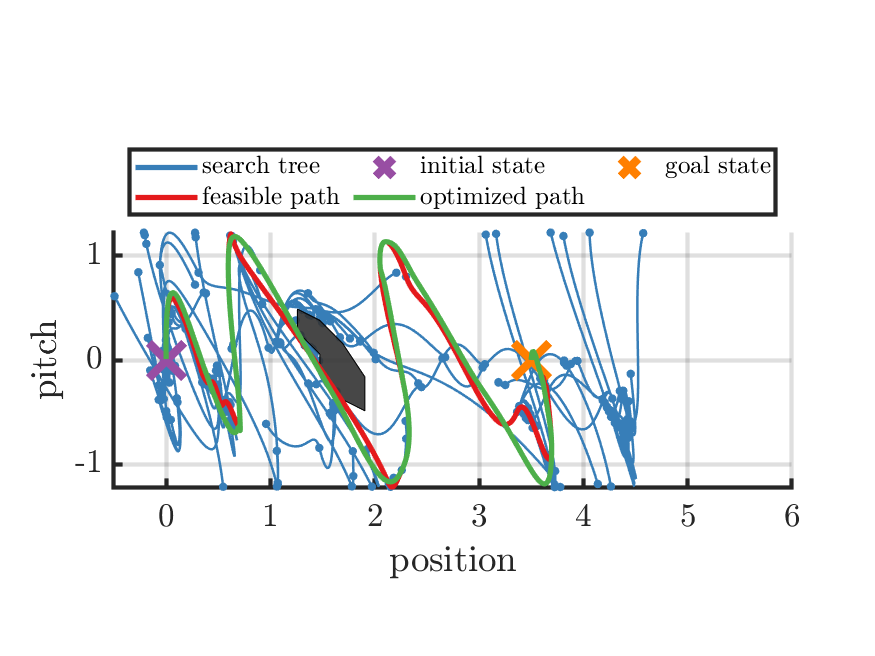 search tree initial state goal state
feasible path optimized path
1
0
-1
pitch
0 1 2 3 4 5 6
position